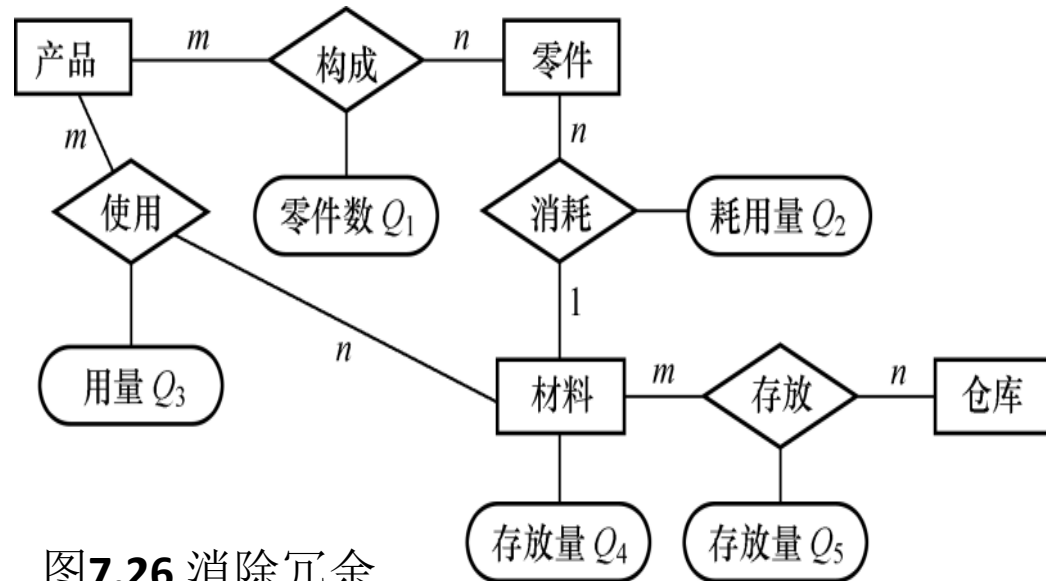 m
n
产品
构成
零件
m
n
使用
零件数 Q1
消耗
耗用量 Q2
1
n
用量 Q3
材料
m
存放
n
仓库
存放量 Q4
存放量 Q5
图7.26 消除冗余